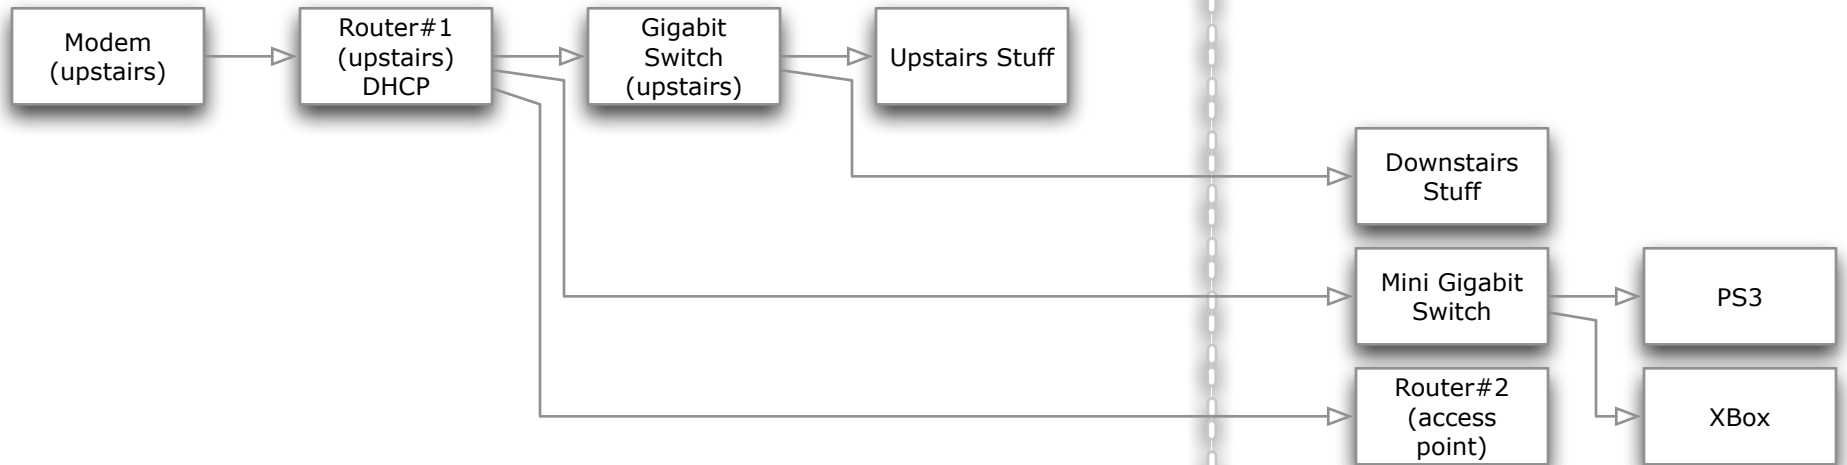 Modem
(upstairs)
Router#1
(upstairs)
DHCP
Gigabit
Switch
(upstairs)
Upstairs Stuff
Downstairs
Stuff
Mini Gigabit
Switch
PS3
Router#2
(access
point)
XBox